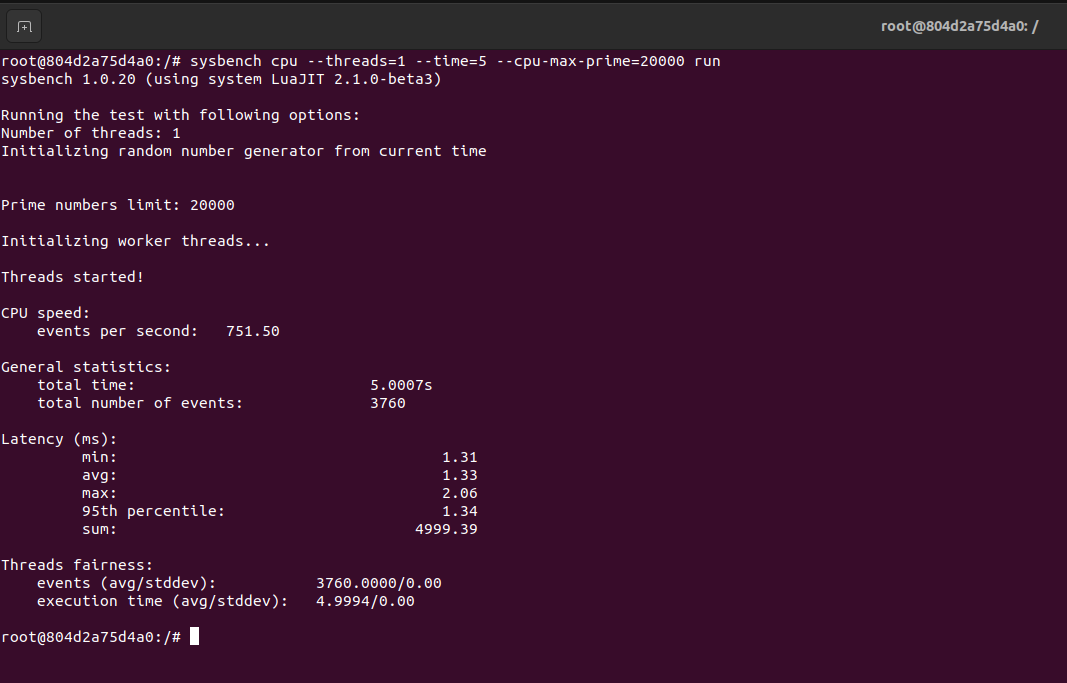 root@804d2a75d4a0: /
root@804d2a75d4a0:/# sysbench cpu --threads=1 --time=5 --cpu-max-prime=20000 run
sysbench 1.0.20 (using system LuaJIT 2.1.0-beta3)
Running the test with following options:
Number of threads: 1
Initializing random number generator from current time
Prime numbers limit: 20000
Initializing worker threads...
Threads started!
CPU speed:
events per second: 751.50
General statistics:
total time: 5.0007s
total number of events: 3760
Latency (ms):
min: 1.31
avg: 1.33
max: 2.06
95th percentile: 1.34
sum: 4999.39
Threads fairness:
events (avg/stddev): 3760.0000/0.00
execution time (avg/stddev): 4.9994/0.00
root@804d2a75d4a0:/#